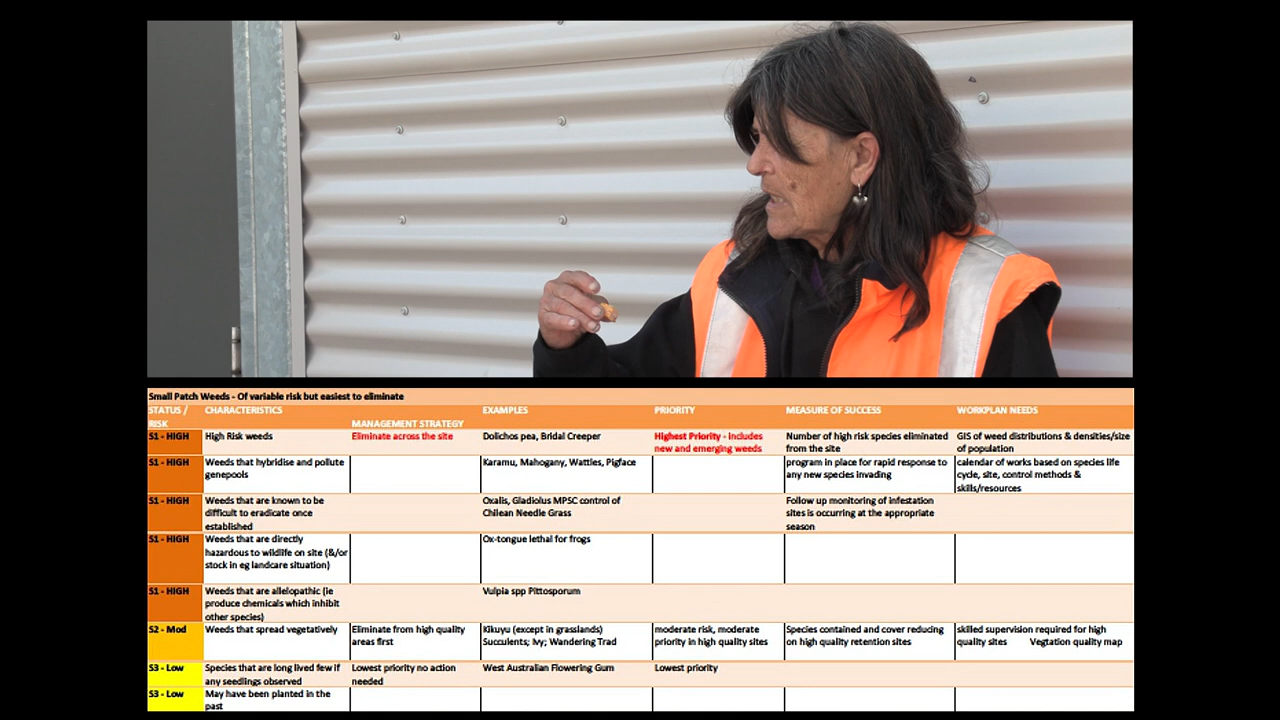 Small Patch Weeds - Of variable risk but easiest to eliminate
STATUS / RISK CHARACTERISTICS MANAGEMENT STRATEGY EXAMPLES PRIORITY MEASURE OF SUCCESS WORKPLAN NEEDS
S1 - HIGH
High Risk weeds
Eliminate across the site
Dolichos pea, Bridal Creeper
Highest Priority - includes
new and emerging weeds
Number of high risk species eliminated
from the site
GIS of weed distributions & densities/size
of population
S1 - HIGH
Weeds that hybridise and pollute
genepools
Karamu, Mahogany, Wattles, Pigface
program in place for rapid response to
any new species invading
calendar of works based on species life
cycle, site, control methods &
skills/resources
S1 - HIGH
Weeds that are known to be
difficult to eradicate once
established
Oxalis, Gladiolus MPSC control of
Chilean Needle Grass
Follow up monitoring of infestation
sites is occurring at the appropriate
season
S1 - HIGH
Weeds that are directly
hazardous to wildlife on site (&/or
stock in eg landcare situation)
Ox-tongue lethal for frogs
S1 - HIGH
Weeds that are allelopathic (ie
produce chemicals which inhibit
other species)
Vulpia spp Pittosporum
S2 - Mod
Weeds that spread vegetatively
Eliminate from high quality
areas first
Kikuyu (except in grasslands)
Succulents; Ivy; Wandering Trad
moderate risk, moderate
priority in high quality sites
Species contained and cover reducing
on high quality retention sites
skilled supervision required for high
quality sites Vegtation quality map
S3 - Low
Species that are long lived few if
any seedlings observed
Lowest priority no action
needed
West Australian Flowering Gum
Lowest priority
S3 - Low
May have been planted in the
past